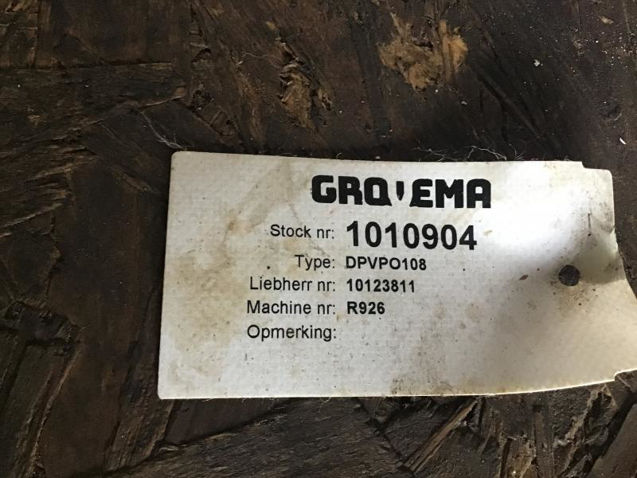 GROVEMA
Stock nr: 1010904
Type: DPVPO108
Liebherr nr: 10123811
Machine nr: R926
Opmerking: